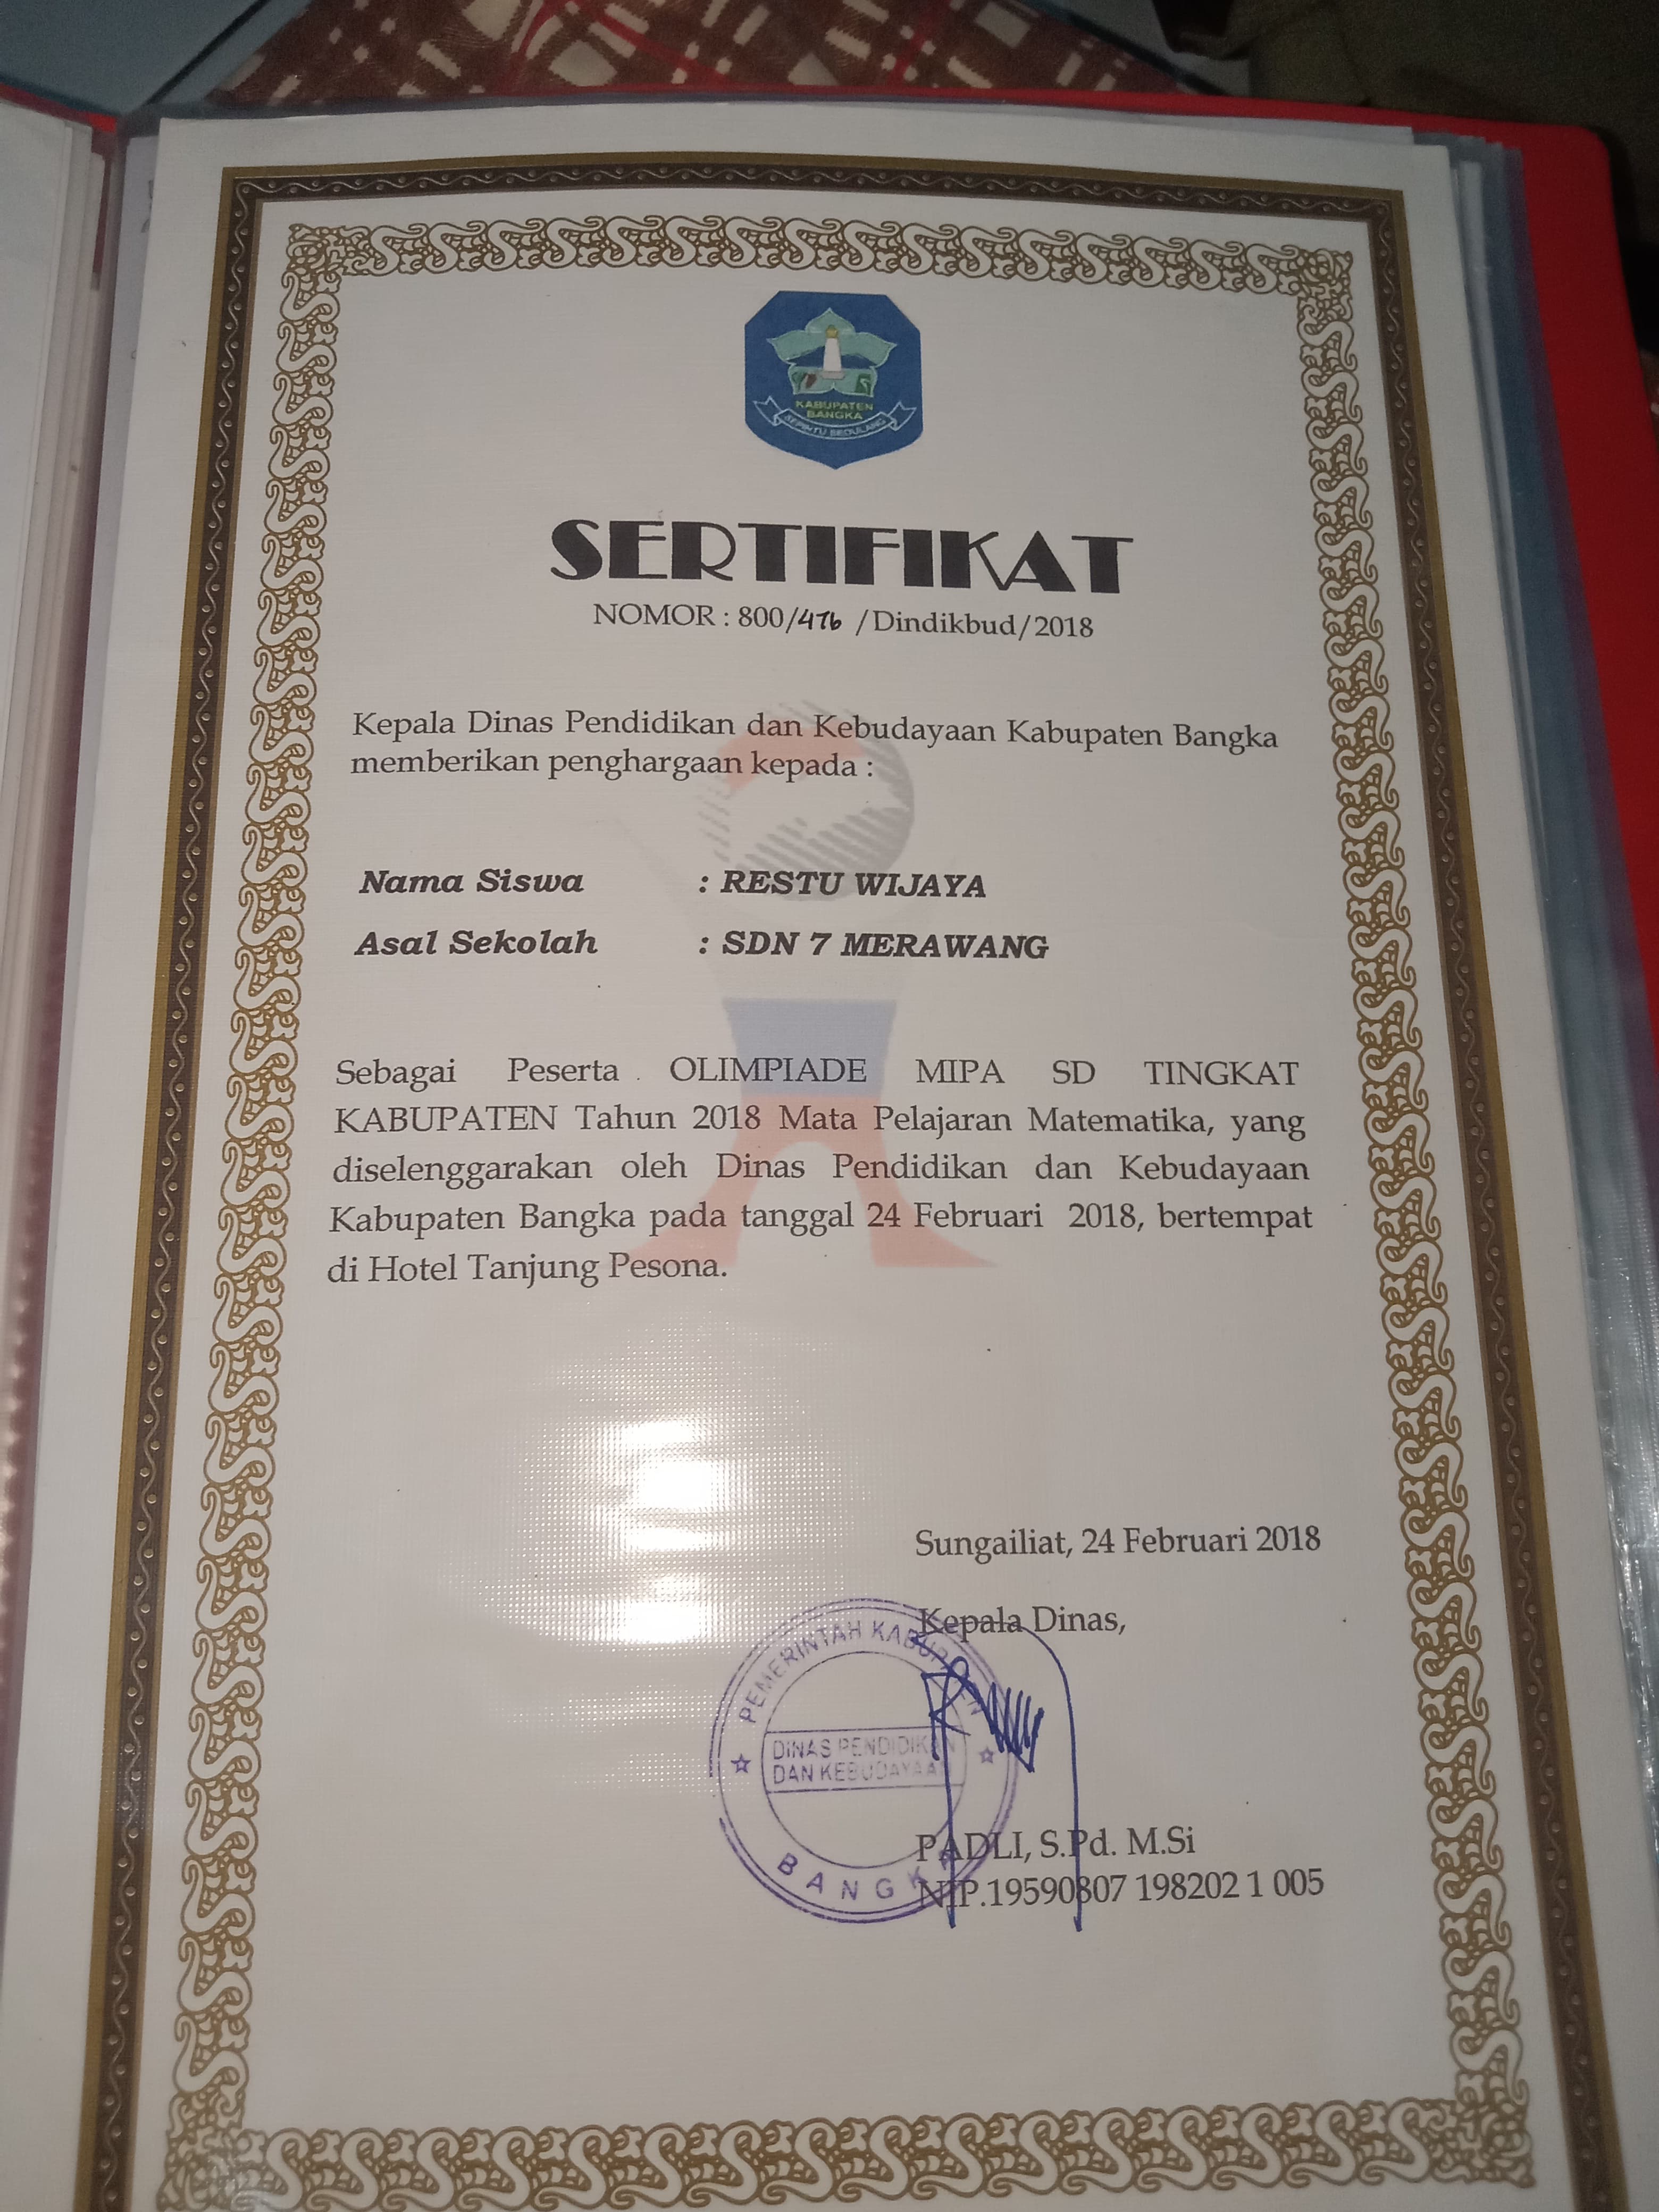 KABUPATEN
BANGKA
SEPINTU SEDULANG
SERTIFIKAT
NOMOR : 800/476 /Dindikbud/2018
Kepala Dinas Pendidikan dan Kebudayaan Kabupaten Bangka
memberikan penghargaan kepada :
Nama Siswa : RESTU WIJAYA
Asal Sekolah : SDN 7 MERAWANG
Sebagai Peserta OLIMPIADE MIPA SD TINGKAT
KABUPATEN Tahun 2018 Mata Pelajaran Matematika, yang
diselenggarakan oleh Dinas Pendidikan dan Kebudayaan
Kabupaten Bangka pada tanggal 24 Februari 2018, bertempat
di Hotel Tanjung Pesona.
Sungailiat, 24 Februari 2018
Kepala Dinas,
PEMERINTAH KABUPATEN
DINAS PENDIDIKAN
DAN KEBUDAYAAN
BANGKA
PADLI, S.Pd. M.Si
NIP.19590807 198202 1 005